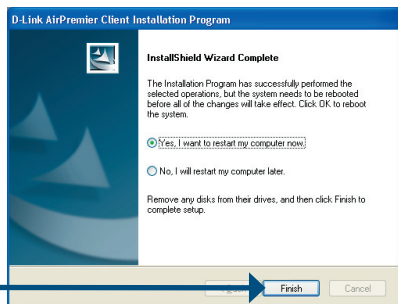 D-Link AirPremier Client Installation Program
InstallShield Wizard Complete
The Installation Program has successfully performed the
selected operations, but the system needs to be rebooted
before all of the changes will take effect. Click OK to reboot
the system.
Yes, I want to restart my computer now.
No, I will restart my computer later.
Remove any disks from their drives, and then click Finish to
complete setup.
Finish
Cancel